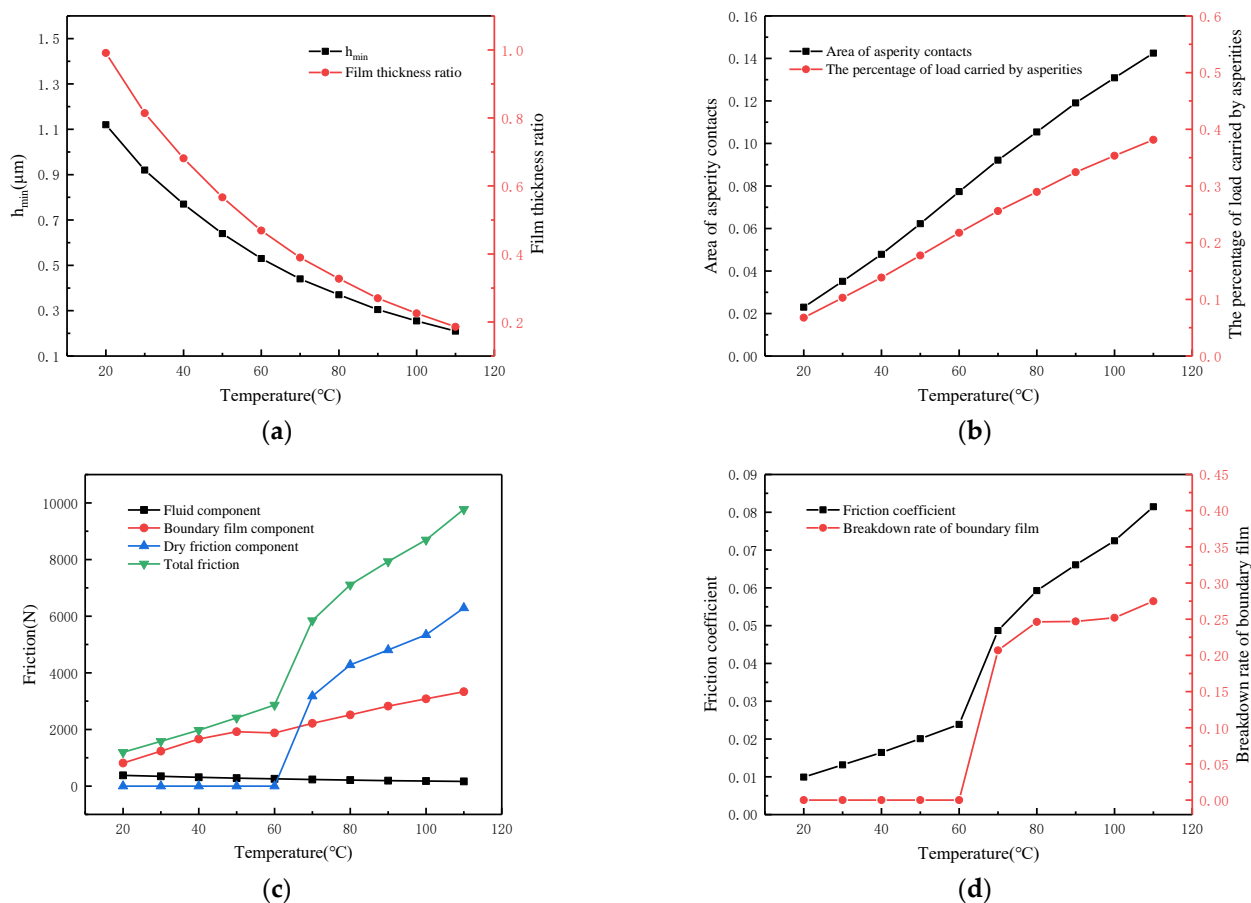 h_min
Film thickness ratio
1.5
1.3
1.1
0.9
0.7
0.5
0.3
0.1
1.0
0.8
0.6
0.4
0.2
20 40 60 80 100 120
h_min(μm)
Film thickness ratio
Temperature(℃)
(a)
Area of asperity contacts
The percentage of load carried by asperities
0.16
0.14
0.12
0.10
0.08
0.06
0.04
0.02
0.00
0.6
0.5
0.4
0.3
0.2
0.1
0.0
20 40 60 80 100 120
Area of asperity contacts
The percentage of load carried by asperities
Temperature(℃)
(b)
Fluid component
Boundary film component
Dry friction component
Total friction
10000
8000
6000
4000
2000
0
20 40 60 80 100 120
Friction(N)
Temperature(℃)
(c)
Friction coefficient
Breakdown rate of boundary film
0.09
0.08
0.07
0.06
0.05
0.04
0.03
0.02
0.01
0.00
0.45
0.40
0.35
0.30
0.25
0.20
0.15
0.10
0.05
0.00
20 40 60 80 100 120
Friction coefficient
Breakdown rate of boundary film
Temperature(℃)
(d)